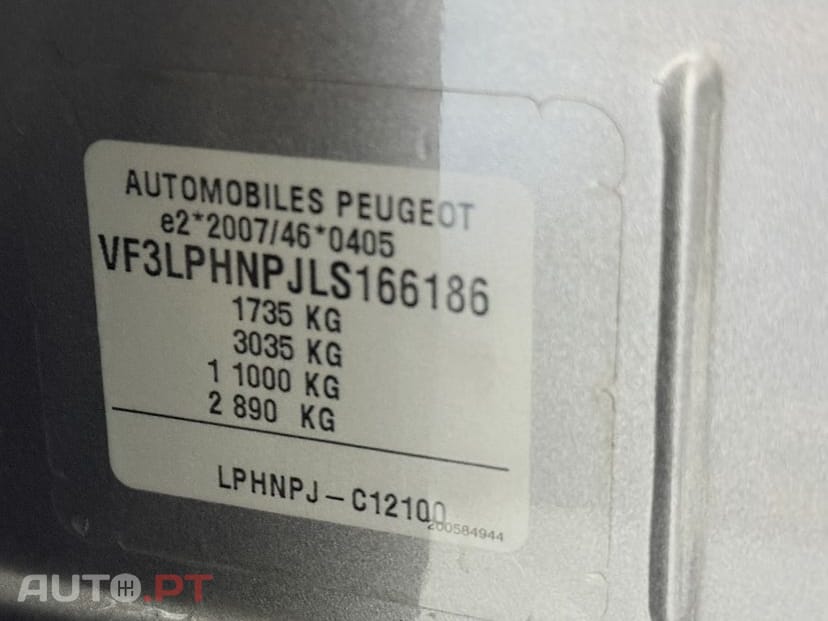 AUTOMOBILES PEUGEOT
e2*2007/46*0405
VF3LPHNPJLS166186
1735 KG
3035 KG
1 1000 KG
2 890 KG
LPHNPJ – C12100
200584944
AUTO.PT